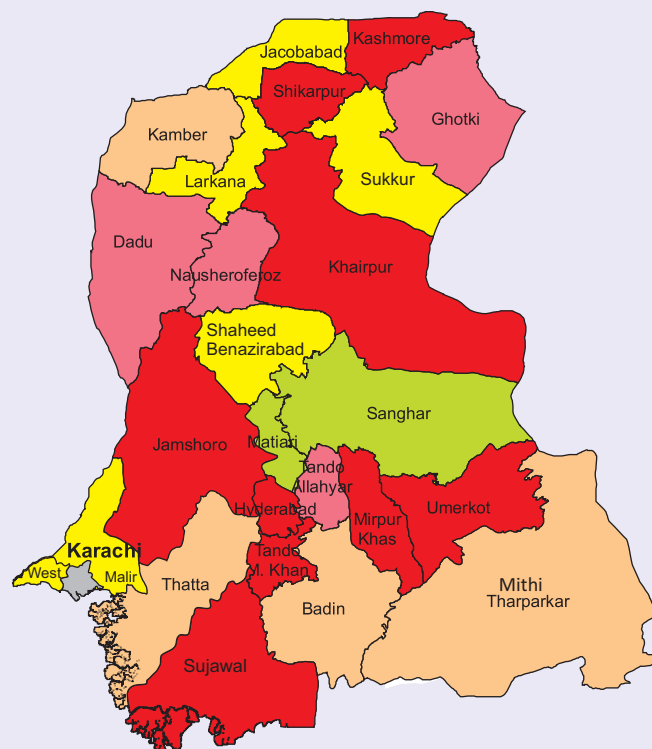 Kashmore
Jacobabad
Shikarpur
Ghotki
Kamber
Larkana
Sukkur
Dadu
Nausheroferoz
Khairpur
Shaheed
Benazirabad
Sanghar
Matiari
Jamshoro
Tando
Allahyar
Hyderabad
Mirpur
Khas
Umerkot
Karachi
West
Malir
Tando
M. Khan
Thatta
Badin
Mithi
Tharparkar
Sujawal